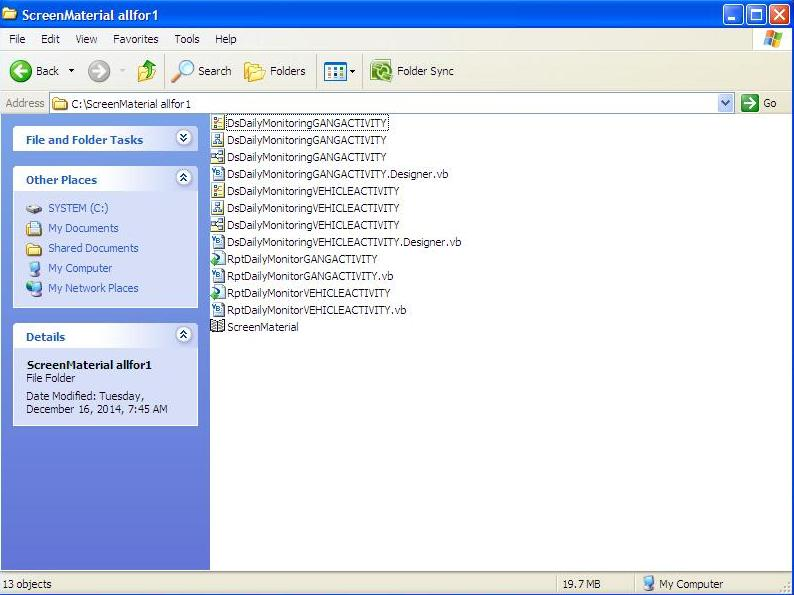 ScreenMaterial allfor1
File Edit View Favorites Tools Help
Back Search Folders Folder Sync
Address C:\ScreenMaterial allfor1 Go
File and Folder Tasks
Other Places
SYSTEM (C:)
My Documents
Shared Documents
My Computer
My Network Places
Details
ScreenMaterial allfor1
File Folder
Date Modified: Tuesday,
December 16, 2014, 7:45 AM
DsDailyMonitoringGANGACTIVITY
DsDailyMonitoringGANGACTIVITY
DsDailyMonitoringGANGACTIVITY
DsDailyMonitoringGANGACTIVITY.Designer.vb
DsDailyMonitoringVEHICLEACTIVITY
DsDailyMonitoringVEHICLEACTIVITY
DsDailyMonitoringVEHICLEACTIVITY
DsDailyMonitoringVEHICLEACTIVITY.Designer.vb
RptDailyMonitorGANGACTIVITY
RptDailyMonitorGANGACTIVITY.vb
RptDailyMonitorVEHICLEACTIVITY
RptDailyMonitorVEHICLEACTIVITY.vb
ScreenMaterial
13 objects 19.7 MB My Computer